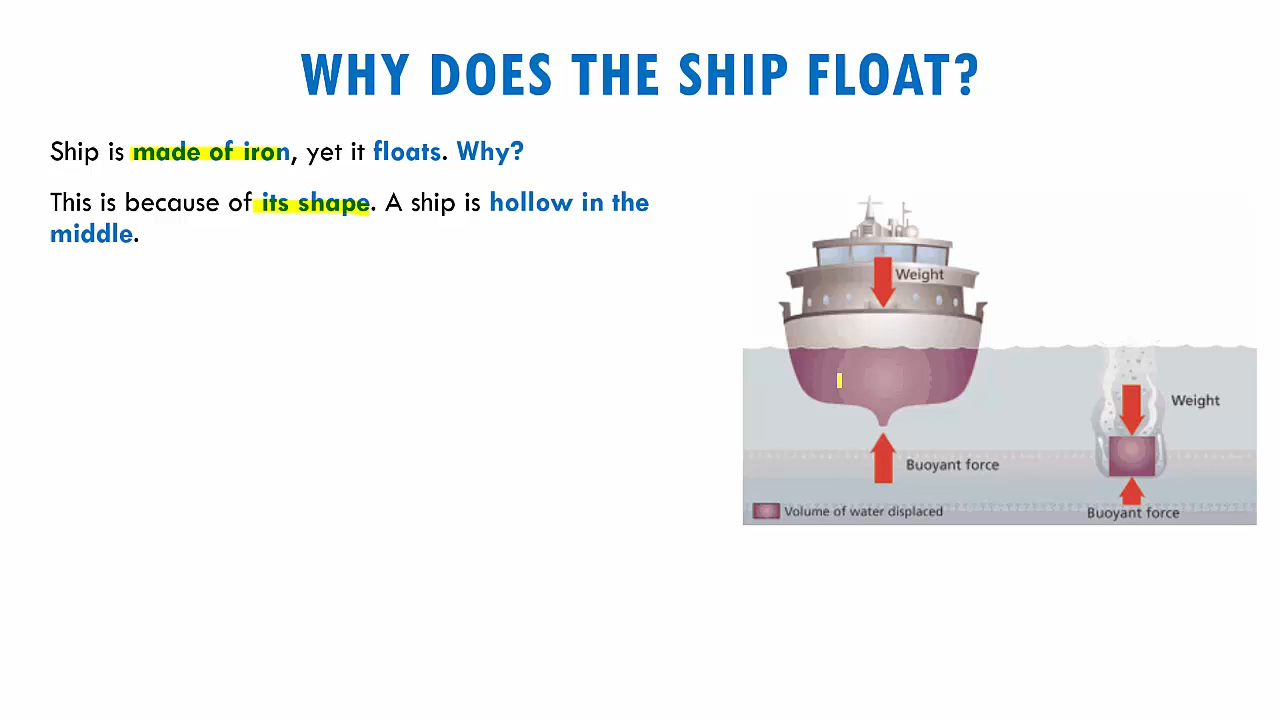 WHY DOES THE SHIP FLOAT?
Ship is made of iron, yet it floats. Why?
This is because of its shape. A ship is hollow in the
middle.
Weight
Weight
Buoyant force
Volume of water displaced
Buoyant force